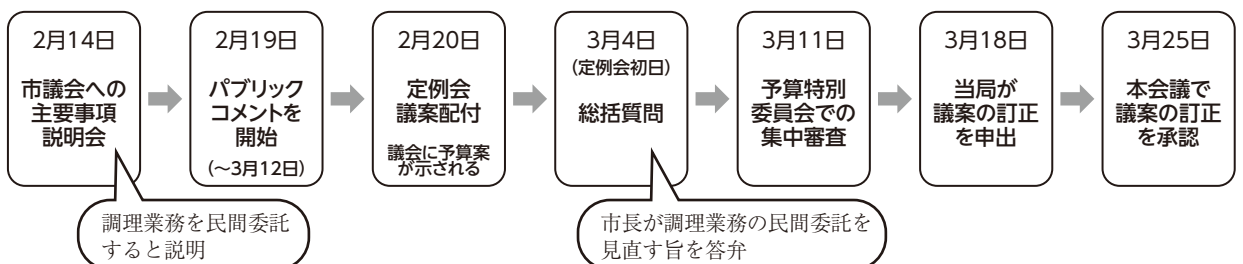 2月14日
市議会への
主要事項
説明会
2月19日
パブリック
コメントを
開始
(～3月12日)
2月20日
定例会
議案配付
議会に予算案
が示される
3月4日
(定例会初日)
総括質問
3月11日
予算特別
委員会での
集中審査
3月18日
当局が
議案の訂正
を申出
3月25日
本会議で
議案の訂正
を承認
調理業務を民間委託
すると説明
市長が調理業務の民間委託を
見直す旨を答弁